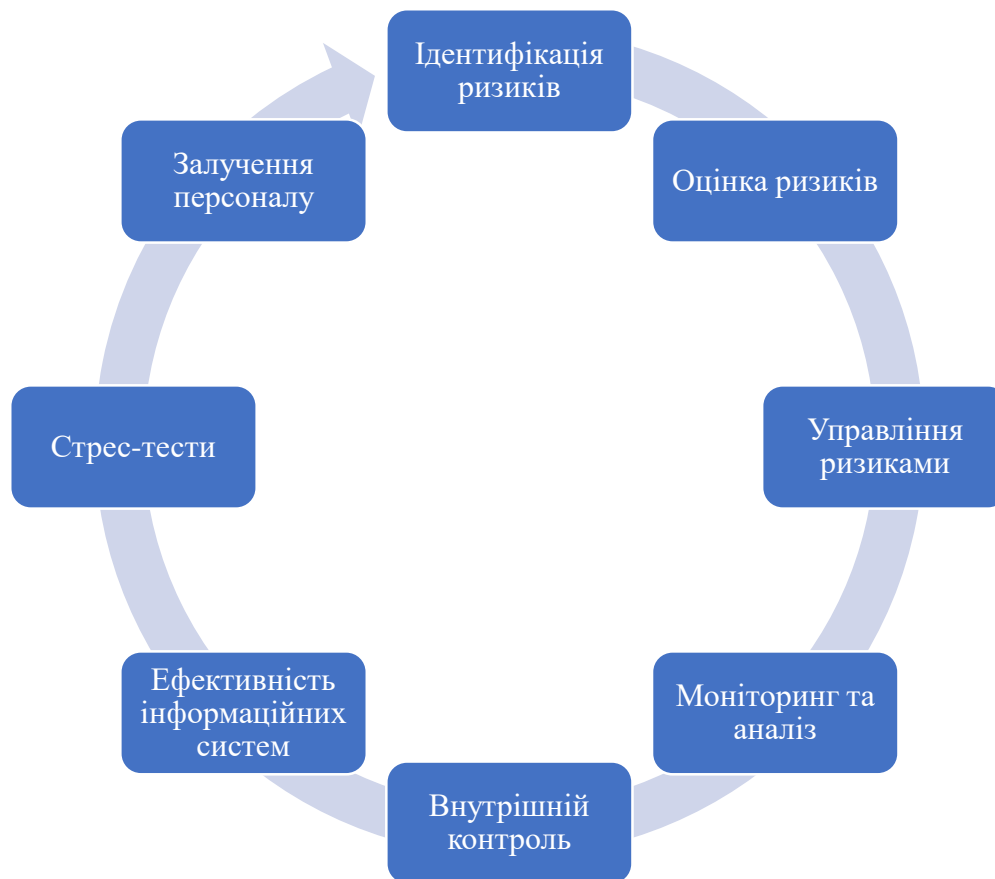 Ідентифікація
ризиків
Оцінка ризиків
Управління
ризиками
Моніторинг та
аналіз
Внутрішній
контроль
Ефективність
інформаційних
систем
Стрес-тести
Залучення
персоналу